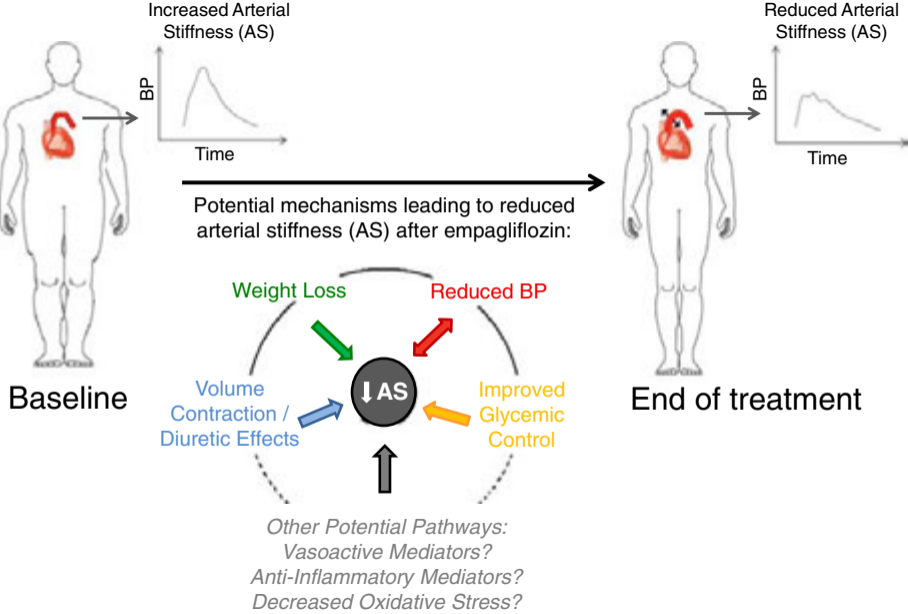 Increased Arterial
Stiffness (AS)
BP
Time
Reduced Arterial
Stiffness (AS)
BP
Time
Potential mechanisms leading to reduced
arterial stiffness (AS) after empagliflozin:
Weight Loss
Reduced BP
Baseline
Volume
Contraction /
Diuretic Effects
↓ AS
Improved
Glycemic
Control
End of treatment
Other Potential Pathways:
Vasoactive Mediators?
Anti-Inflammatory Mediators?
Decreased Oxidative Stress?